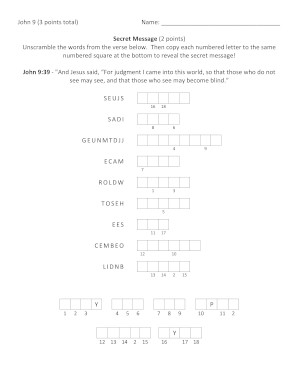 John 9 (3 points total) Name: ____________________
Secret Message (2 points)
Unscramble the words from the verse below. Then copy each numbered letter to the same
numbered square at the bottom to reveal the secret message!
John 9:39 - "And Jesus said, "For judgment I came into this world, so that those who do not
see may see, and that those who see may become blind."
SEUJS
16 18
SADI
8 6
GEUNMTDJJ
4 9
ECAM
7
ROLDW
1 3
TOSEH
5
EES
11 17
CEMBEO
12 10
LIDNB
13 14 2 15
Y P
1 2 3 4 5 6 7 8 9 10 11 2
Y
12 13 14 2 15 16 17 18